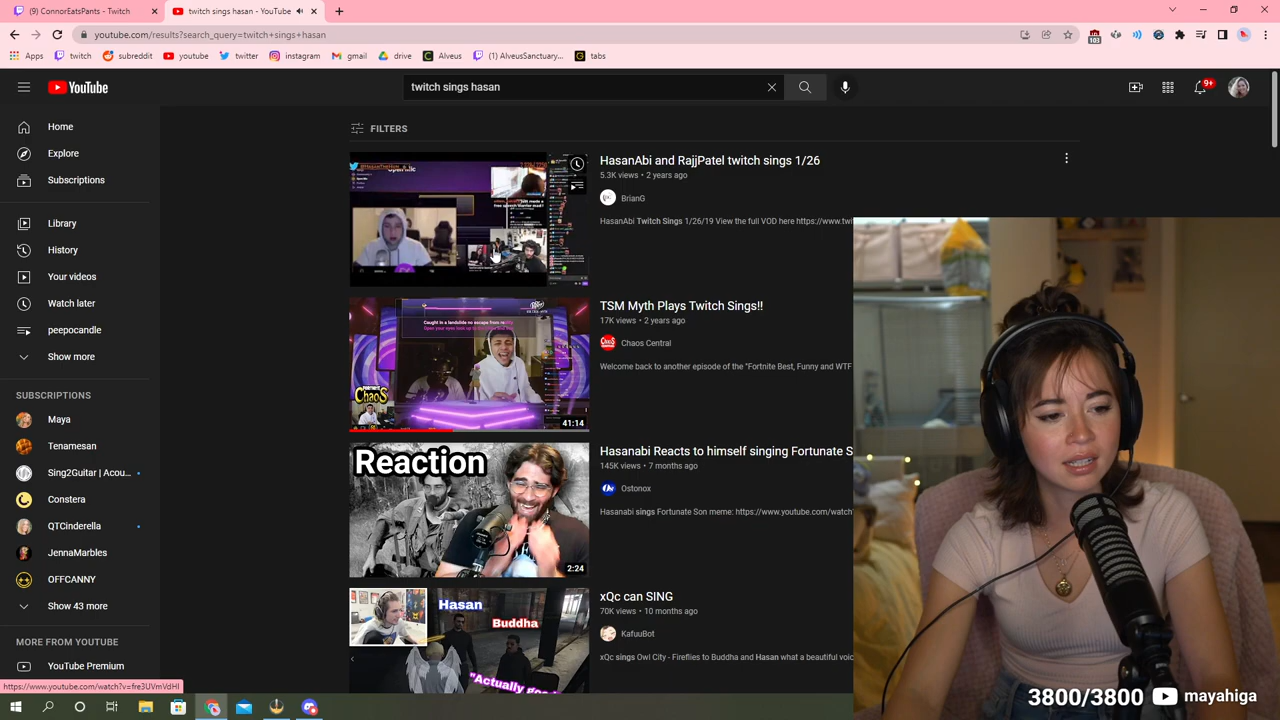 (9) ConnorEatsPants - Twitch
twitch sings hasan - YouTube
youtube.com/results?search_query=twitch+sings+hasan
103
Apps
twitch
subreddit
youtube
twitter
instagram
gmail
drive
Alveus
(1) AlveusSanctuary...
tabs
YouTube
twitch sings hasan
9+
Home
Explore
Subscriptions
Library
History
Your videos
Watch later
peepocandle
Show more
SUBSCRIPTIONS
Maya
Tenamesan
Sing2Guitar | Acou...
Constera
QTCinderella
JennaMarbles
OFFCANNY
Show 43 more
MORE FROM YOUTUBE
YouTube Premium
https://www.youtube.com/watch?v=fre3UVmVdHI
FILTERS
HasanAbi and RajjPatel twitch sings 1/26
5.3K views • 2 years ago
BrianG
HasanAbi Twitch Sings 1/26/19 View the full VOD here https://www.twi
CHAOS
41:14
TSM Myth Plays Twitch Sings!!
17K views • 2 years ago
Chaos Central
Welcome back to another episode of the "Fortnite Best, Funny and WTF
Reaction
2:24
Hasanabi Reacts to himself singing Fortunate S
145K views • 7 months ago
Ostonox
Hasanabi sings Fortunate Son meme: https://www.youtube.com/watch
Hasan
Buddha
xQc can SING
70K views • 10 months ago
KafuuBot
xQc sings Owl City - Fireflies to Buddha and Hasan what a beautiful voic
3800/3800
mayahiga